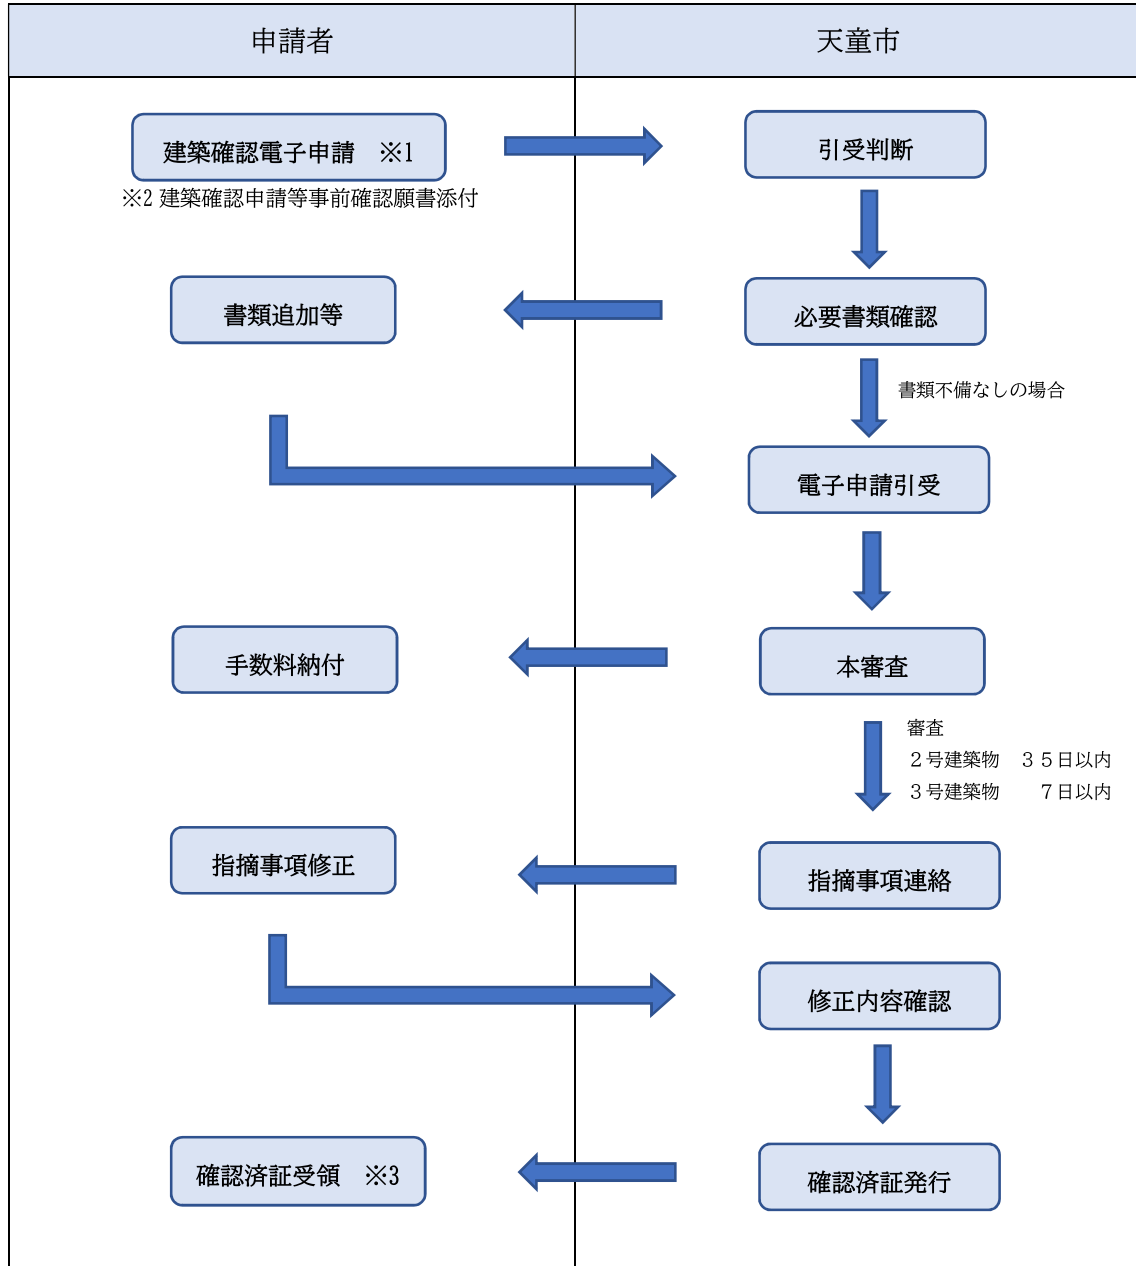 申請者
天童市
建築確認電子申請　※1
引受判断
※2 建築確認申請等事前確認願書添付
書類追加等
必要書類確認
書類不備なしの場合
電子申請引受
手数料納付
本審査
審査
２号建築物　３５日以内
３号建築物　　７日以内
指摘事項修正
指摘事項連絡
修正内容確認
確認済証受領　※3
確認済証発行